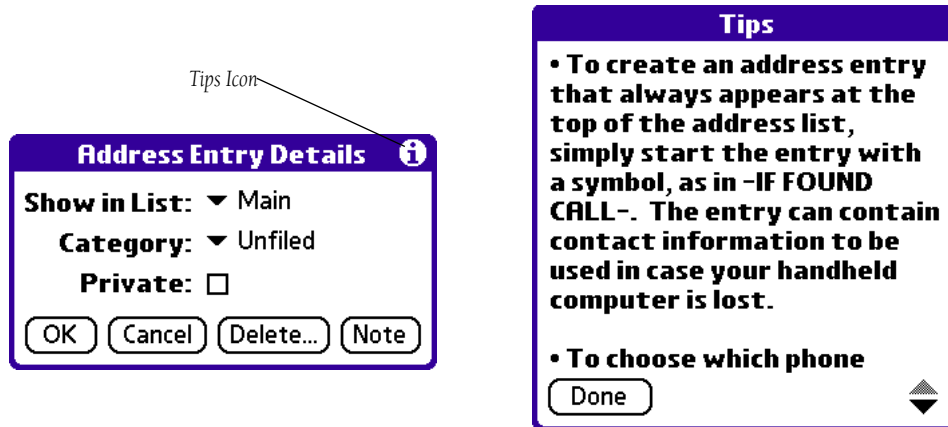 Tips Icon
Address Entry Details
Show in List: Main
Category: Unfiled
Private:
OK Cancel Delete... Note
Tips
• To create an address entry
that always appears at the
top of the address list,
simply start the entry with
a symbol, as in -IF FOUND
CALL-. The entry can contain
contact information to be
used in case your handheld
computer is lost.
• To choose which phone
Done